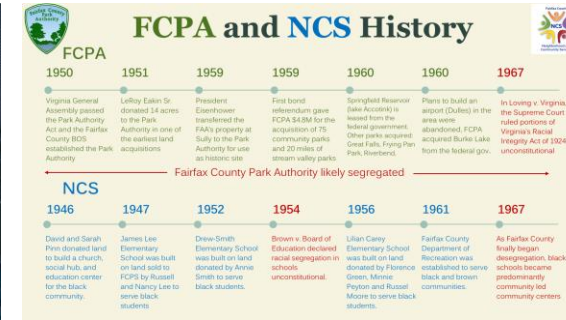 Fairfax County
Park
Authority
FCPA and NCS History
NCS
FCPA
1950
Virginia General
Assembly passed
the Park Authority
Act and the Fairfax
County BOS
established the Park
Authority
1951
LeRoy Eakin Sr.
donated 14 acres
to the Park
Authority in one of
the earliest land
acquisitions
1959
President
Eisenhower
transferred the
FAA's property at
Sully to the Park
Authority for use
as historic site
1959
First bond
referendum gave
FCPA $4.8M for the
acquisition of 75
community parks
and 20 miles of
stream valley parks
1960
Springfield Reservoir
(lake Accotink) is
leased from the
federal government.
Other parks acquired:
Great Falls, Frying Pan
Park, Riverbend,
1960
Plans to build an
airport (Dulles) in the
area were
abandoned, FCPA
acquired Burke Lake
from the federal gov.
1967
In Loving v. Virginia,
the Supreme Court
ruled portions of
Virginia's Racial
Integrity Act of 1924
unconstitutional
Fairfax County Park Authority likely segregated
NCS
1946
David and Sarah
Pinn donated land
to build a church,
social hub, and
education center
for the black
community.
1947
James Lee
Elementary
School was built
on land sold to
FCPS by Russell
and Nancy Lee to
serve black
students
1952
Drew-Smith
Elementary School
was built on land
donated by Annie
Smith to serve
black students.
1954
Brown v. Board of
Education declared
racial segregation in
schools
unconstitutional.
1956
Lilian Carey
Elementary School
was built on land
donated by Florence
Green, Minnie
Peyton and Russel
Moore to serve black
students.
1961
Fairfax County
Department of
Recreation was
established to serve
black and brown
communities.
1967
As Fairfax County
finally began
desegregation, black
schools became
predominantly
community led
community centers